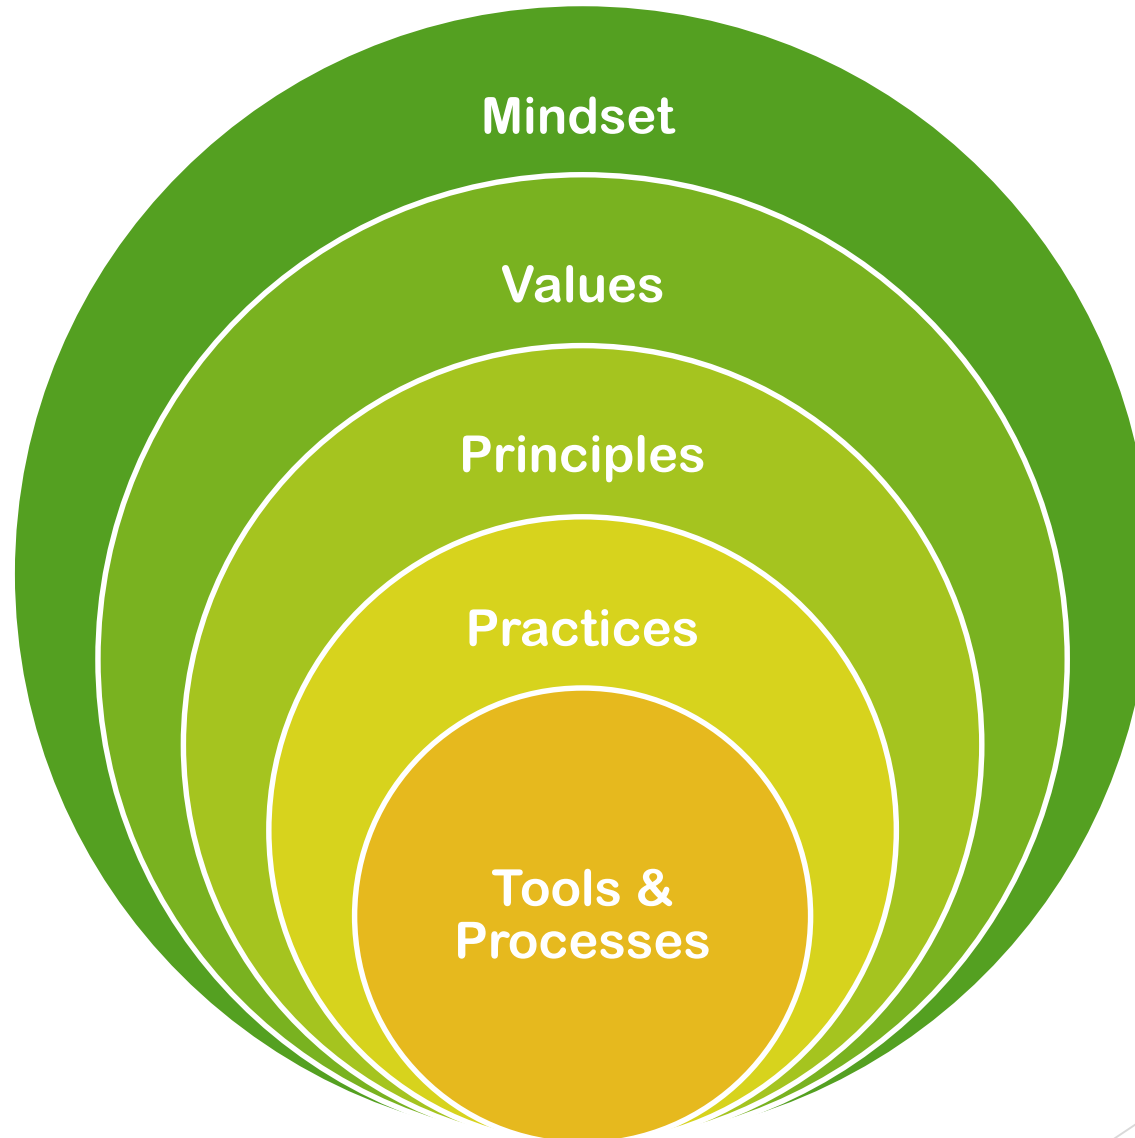 Mindset
Values
Principles
Practices
Tools &
Processes